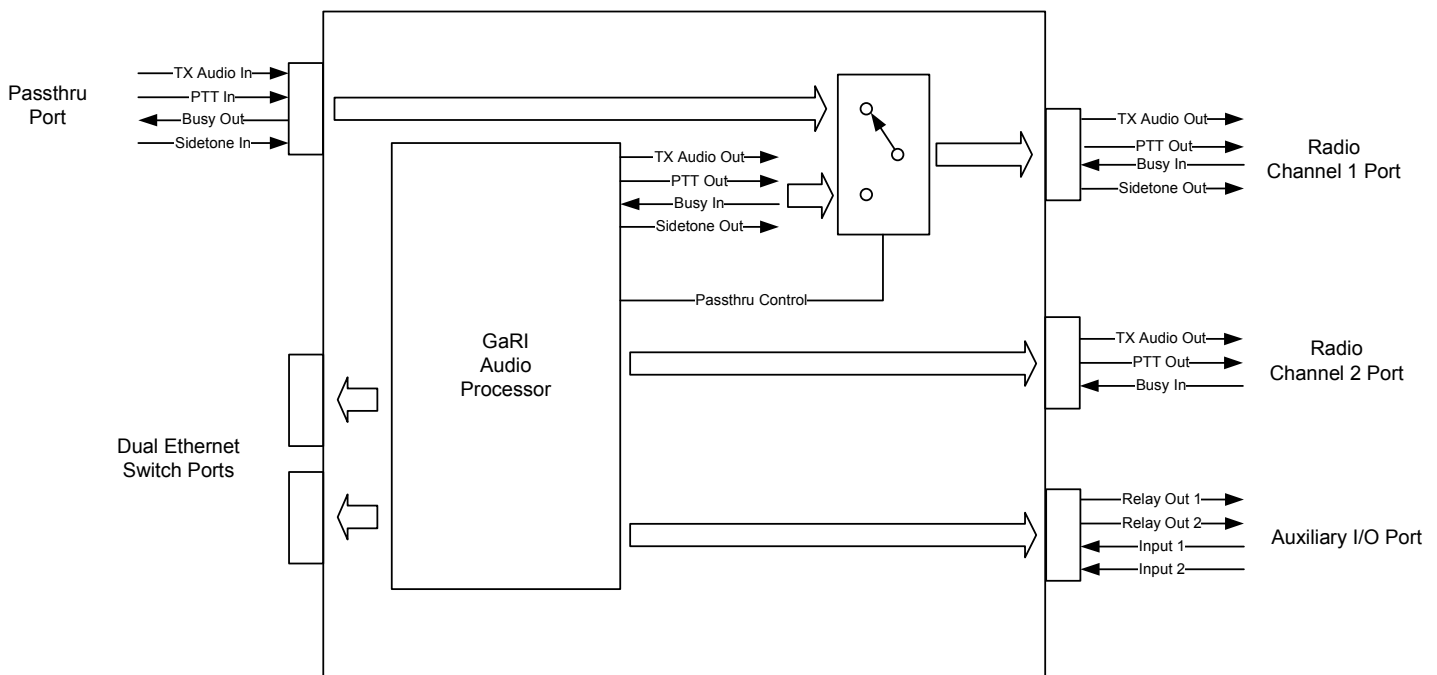 Passthru
Port
TX Audio In
PTT In
Busy Out
Sidetone In
TX Audio Out
PTT Out
Busy In
Sidetone Out
Passthru Control
GaRI
Audio
Processor
Dual Ethernet
Switch Ports
TX Audio Out
PTT Out
Busy In
Sidetone Out
Radio
Channel 1 Port
TX Audio Out
PTT Out
Busy In
Radio
Channel 2 Port
Relay Out 1
Relay Out 2
Input 1
Input 2
Auxiliary I/O Port